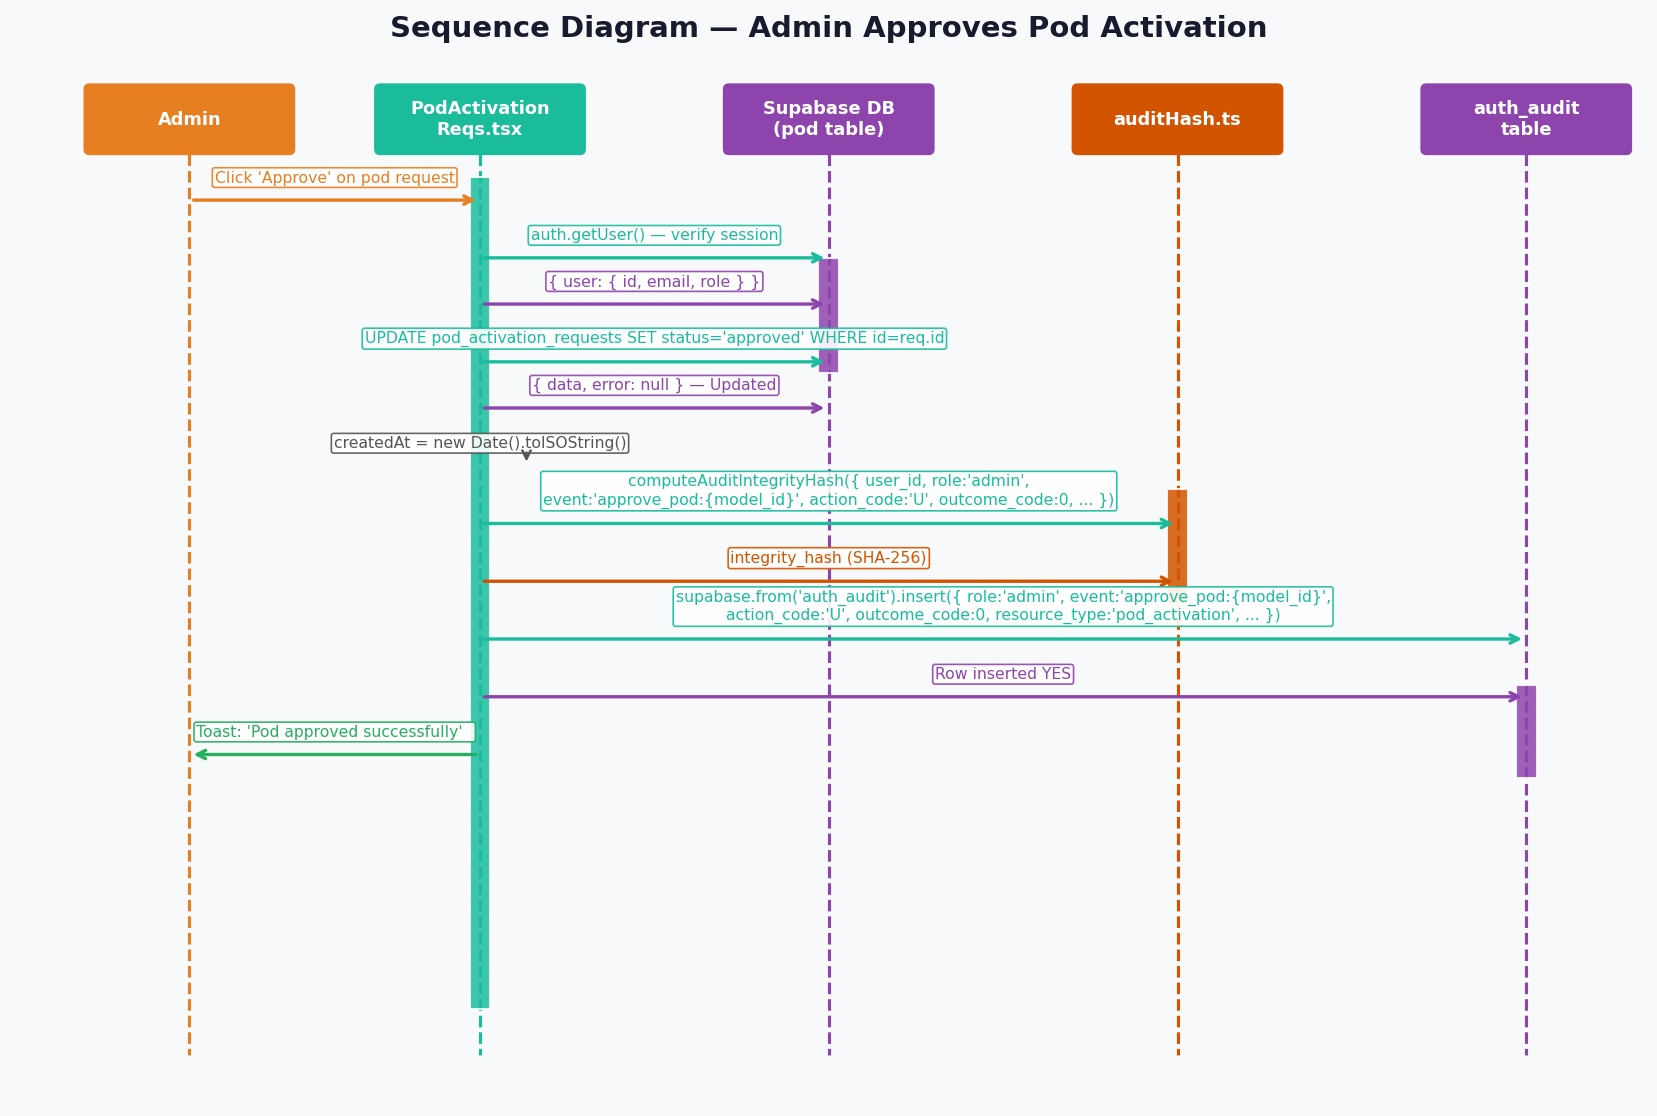 Sequence Diagram — Admin Approves Pod Activation
Admin
PodActivation
Reqs.tsx
Supabase DB
(pod table)
auditHash.ts
auth_audit
table
Click 'Approve' on pod request
auth.getUser() — verify session
{ user: { id, email, role } }
UPDATE pod_activation_requests SET status='approved' WHERE id=req.id
{ data, error: null } — Updated
createdAt = new Date().toISOString()
computeAuditIntegrityHash({ user_id, role:'admin',
event:'approve_pod:{model_id}', action_code:'U', outcome_code:0, ... })
integrity_hash (SHA-256)
supabase.from('auth_audit').insert({ role:'admin', event:'approve_pod:{model_id}',
action_code:'U', outcome_code:0, resource_type:'pod_activation', ... })
Row inserted YES
Toast: 'Pod approved successfully'